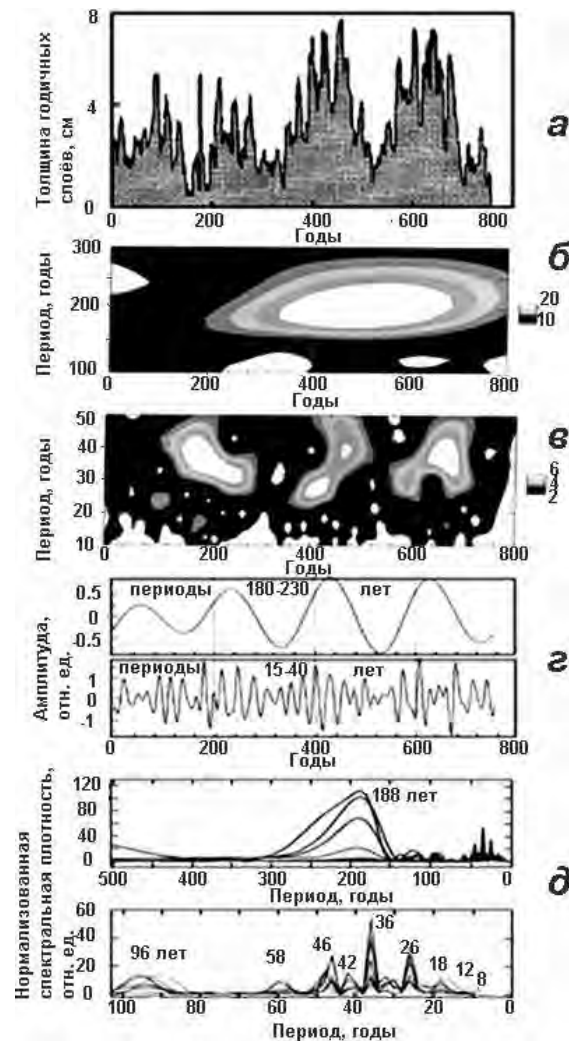 8
4
0
Толщина годичных
слоёв, см
а
0 200 400 600 800
Годы
300
200
100
Период, годы
б
20
10
0 200 400 600 800
Годы
50
40
30
20
10
Период, годы
в
6
4
2
0 200 400 600 800
Годы
0.5
0
-0.5
периоды 180-230 лет
Амплитуда,
отн. ед.
г
1
0
-1
периоды 15-40 лет
0 200 400 600 800
Годы
120
80
40
0
188 лет
500 400 300 200 100 0
Период, годы
Нормализованная
спектральная плотность,
отн. ед.
д
60
40
20
0
96 лет 58 46 42 36 26 18 12 8
100 80 60 40 20 0
Период, годы